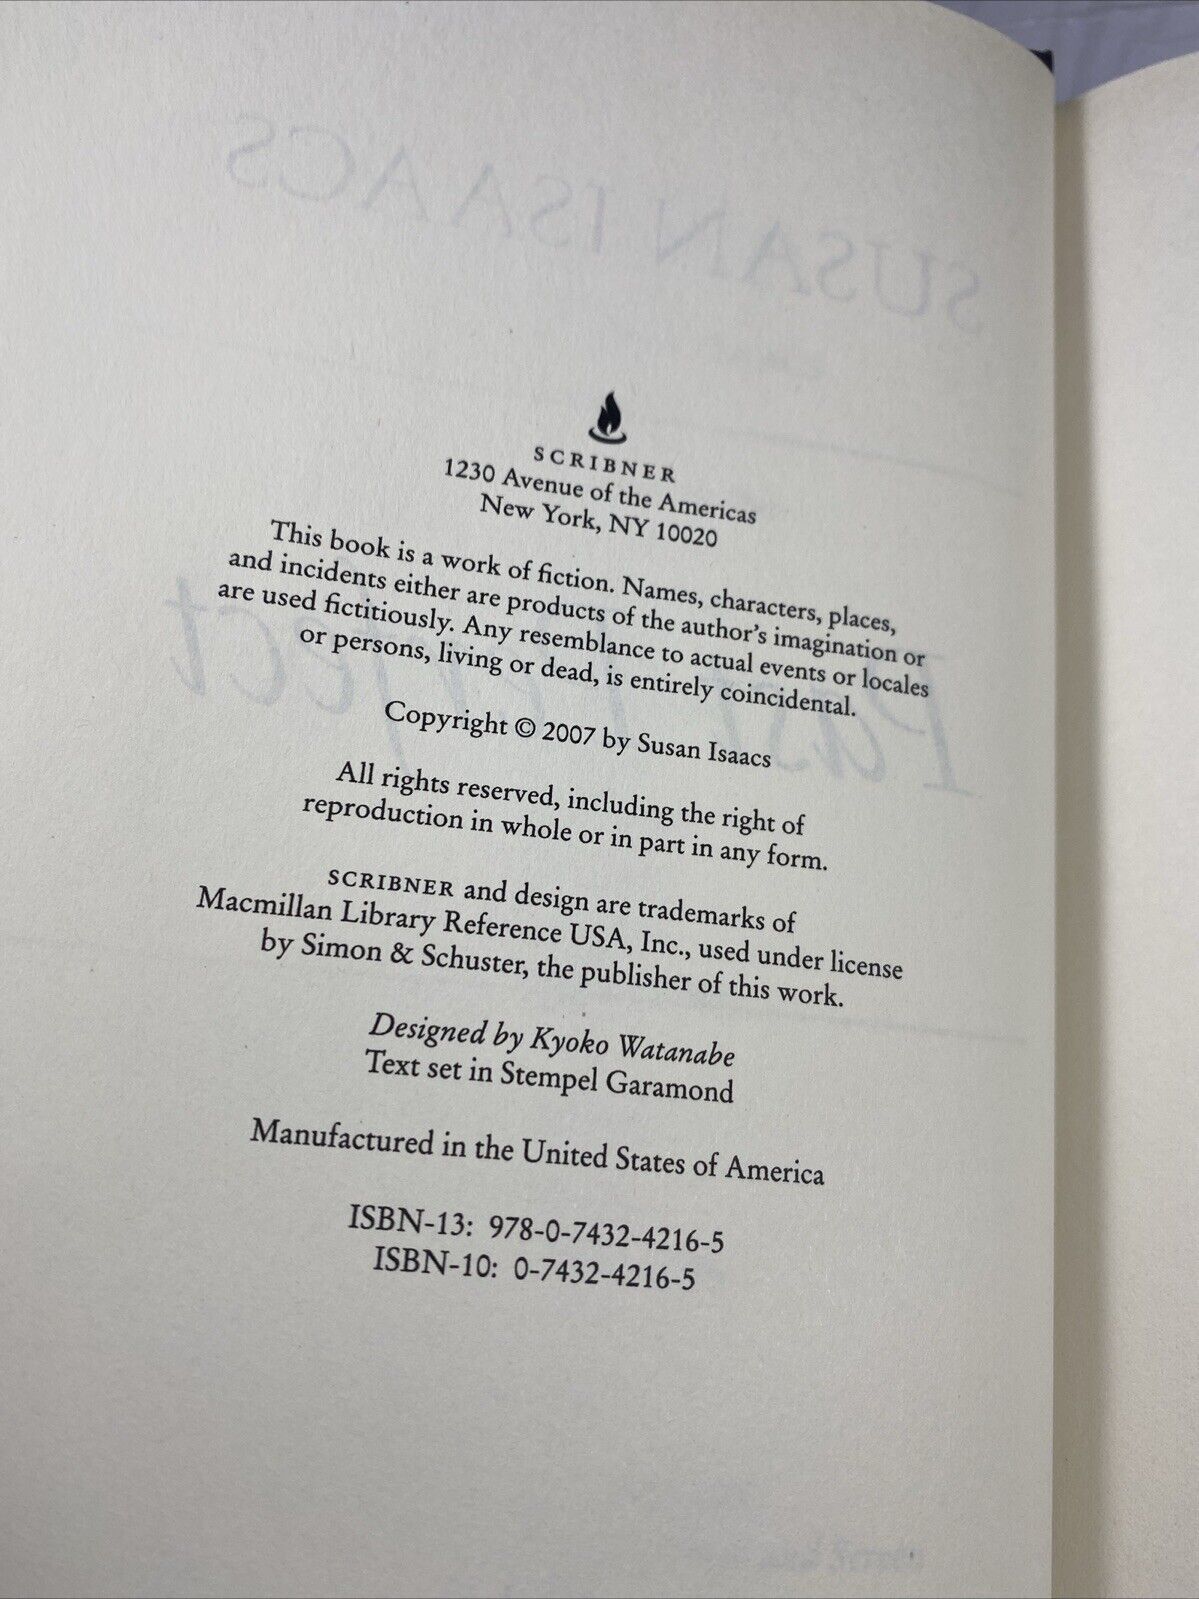 SUSAN ISAACS
SCRIBNER
1230 Avenue of the Americas
New York, NY 10020
This book is a work of fiction. Names, characters, places,
and incidents either are products of the author's imagination or
are used fictitiously. Any resemblance to actual events or locales
or persons, living or dead, is entirely coincidental.
Copyright © 2007 by Susan Isaacs
All rights reserved, including the right of
reproduction in whole or in part in any form.
SCRIBNER and design are trademarks of
Macmillan Library Reference USA, Inc., used under license
by Simon & Schuster, the publisher of this work.
Designed by Kyoko Watanabe
Text set in Stempel Garamond
Manufactured in the United States of America
ISBN-13: 978-0-7432-4216-5
ISBN-10: 0-7432-4216-5